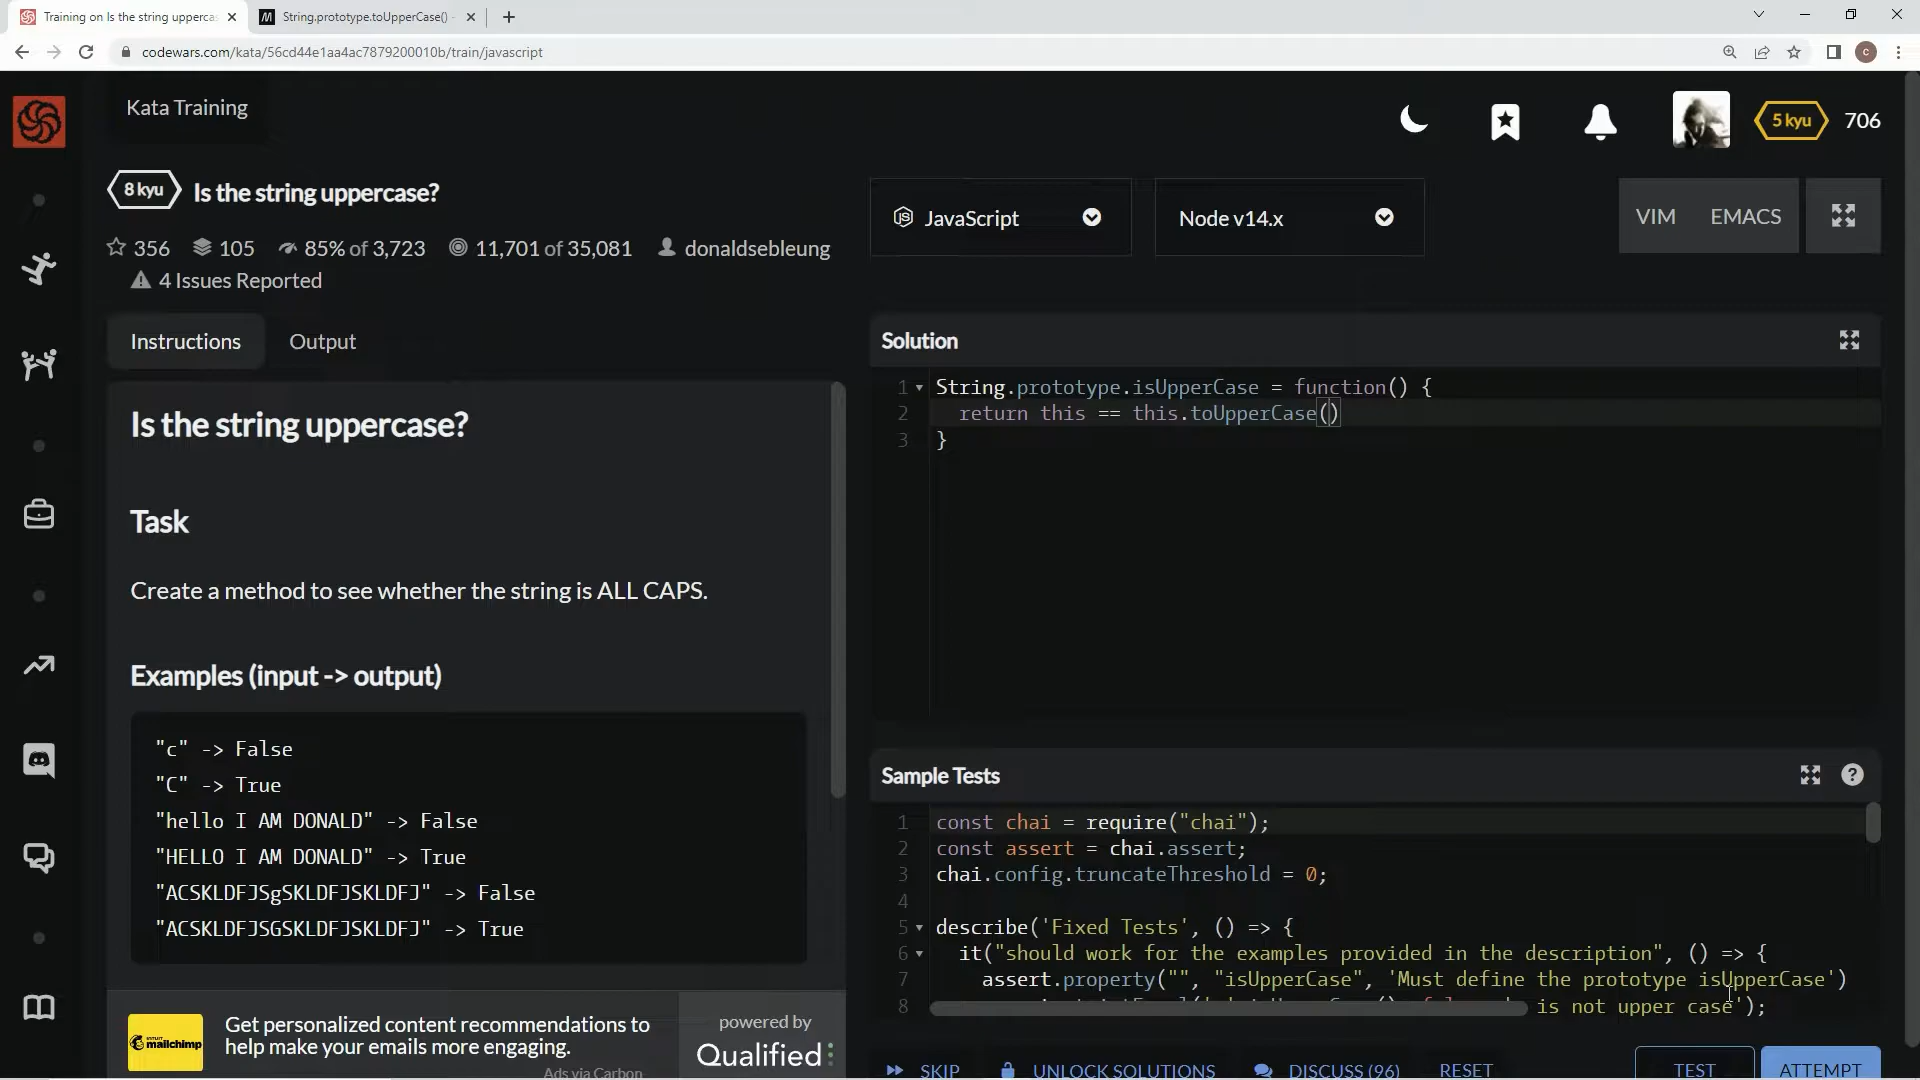 Training on Is the string upperca
String.prototype.toUpperCase() -
codewars.com/kata/56cd44e1aa4ac7879200010b/train/javascript
C
Kata Training
5 kyu
706
8 kyu
Is the string uppercase?
356
105
85% of 3,723
11,701 of 35,081
donaldsebleung
4 Issues Reported
JavaScript
Node v14.x
VIM
EMACS
Instructions
Output
Is the string uppercase?
Task
Create a method to see whether the string is ALL CAPS.
Examples (input -> output)
"c" -> False
"C" -> True
"hello I AM DONALD" -> False
"HELLO I AM DONALD" -> True
"ACSKLDFJSgSKLDFJSKLDFJ" -> False
"ACSKLDFJSGSKLDFJSKLDFJ" -> True
mailchimp
Get personalized content recommendations to
help make your emails more engaging.
Ads via Carbon
powered by
Qualified
Solution
1 String.prototype.isUpperCase = function() {
2 return this == this.toUpperCase()
3 }
Sample Tests
1 const chai = require("chai");
2 const assert = chai.assert;
3 chai.config.truncateThreshold = 0;
4
5 describe('Fixed Tests', () => {
6 it("should work for the examples provided in the description", () => {
7 assert.property("", "isUpperCase", 'Must define the prototype isUpperCase')
8 is not upper case');
SKIP
UNLOCK SOLUTIONS
DISCUSS (96)
RESET
TEST
ATTEMPT